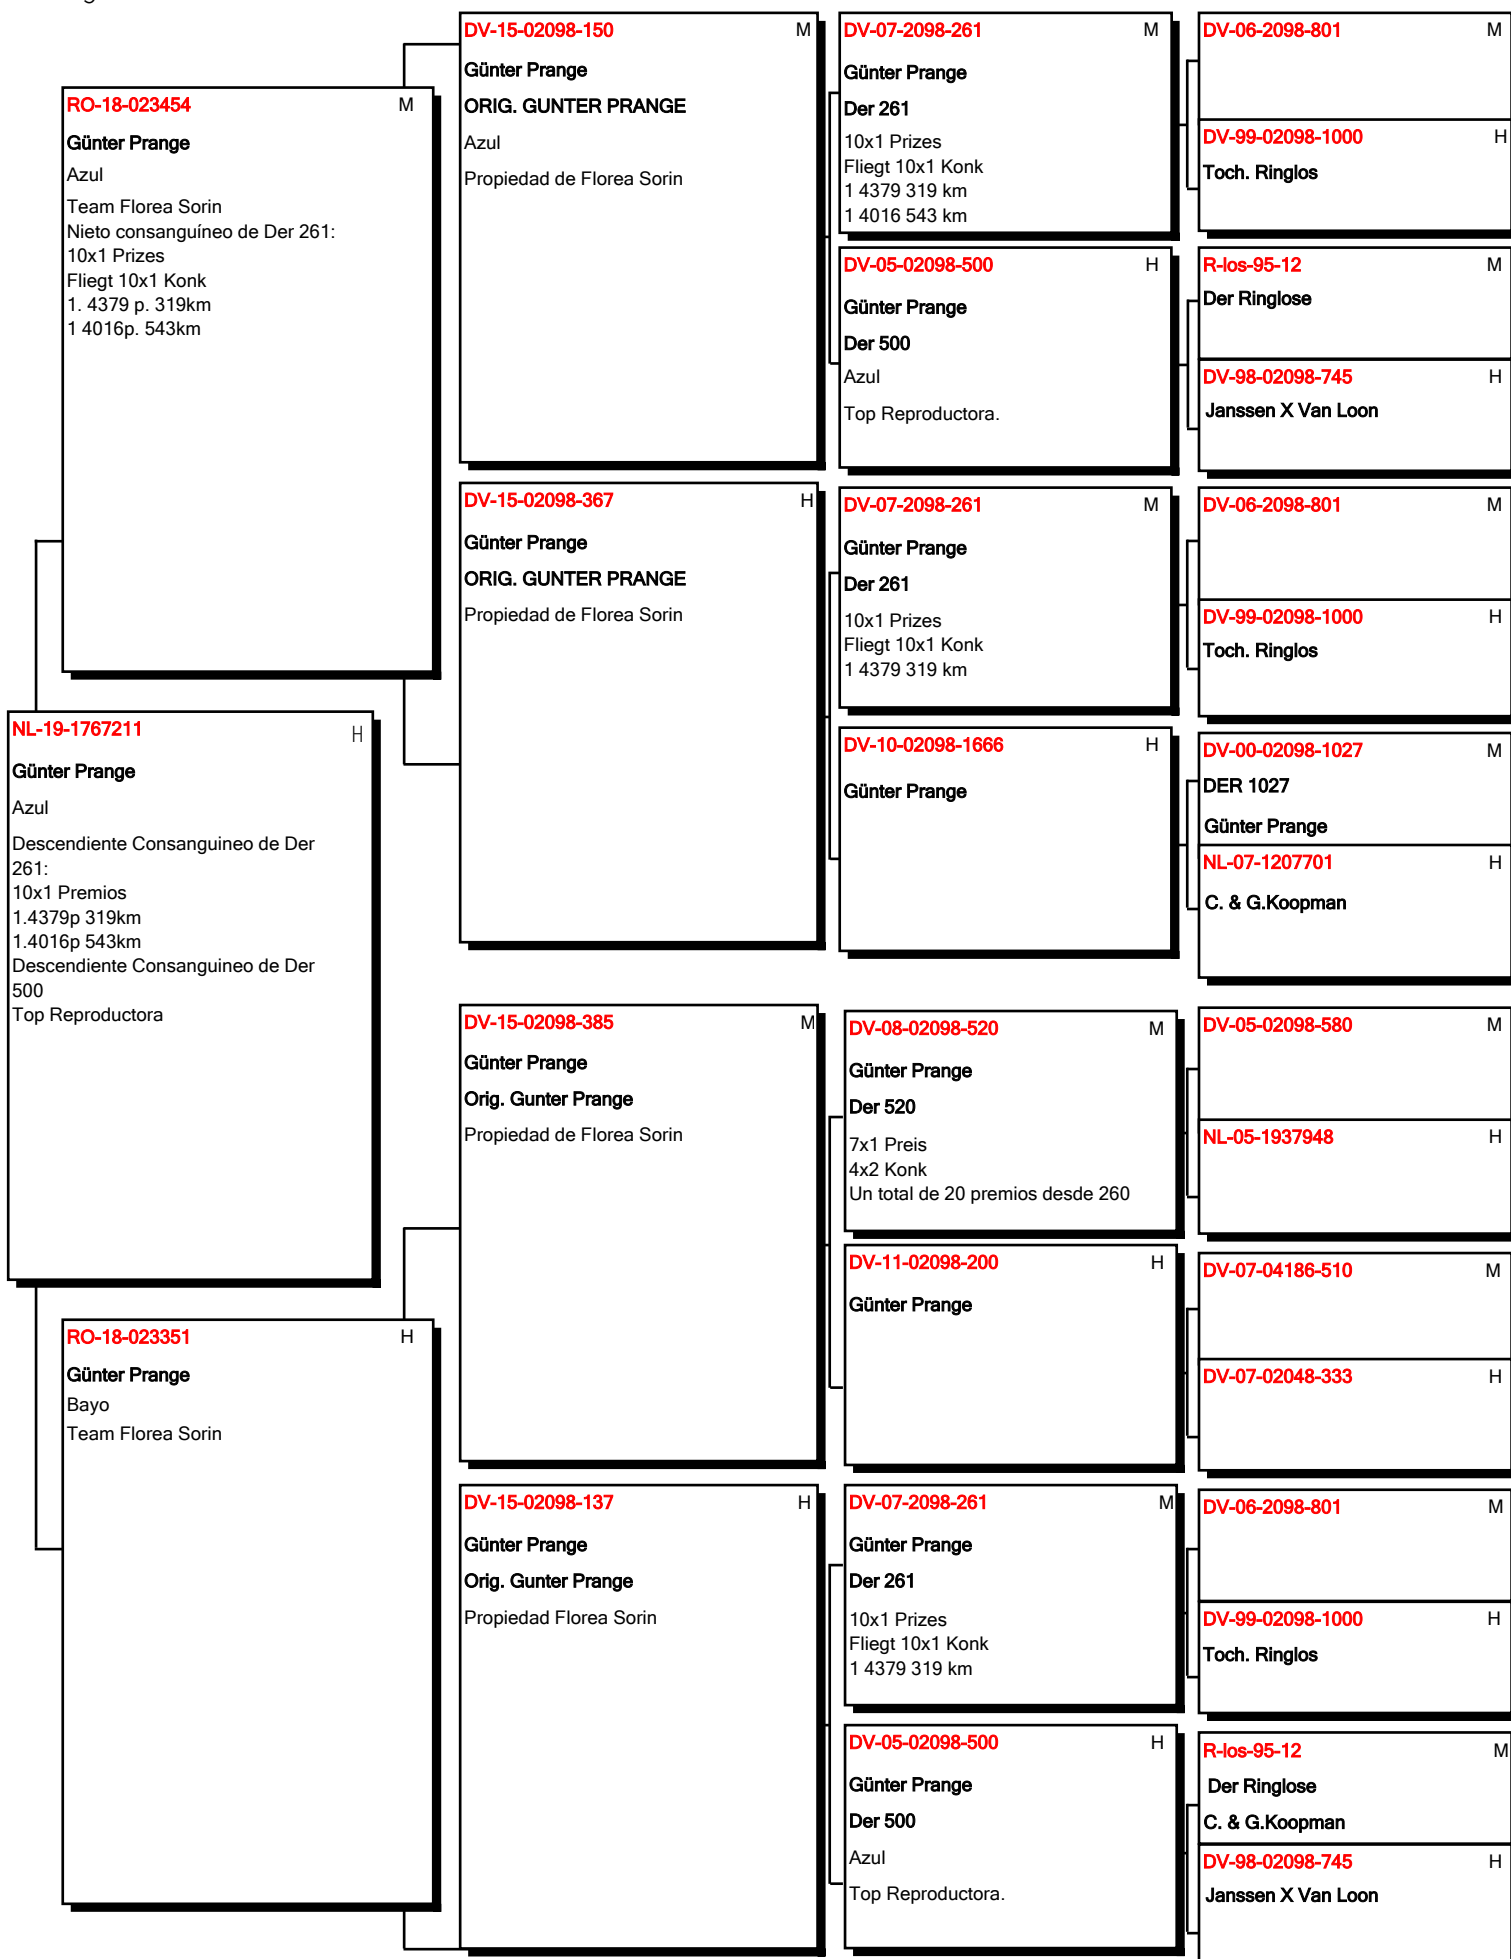 RO-18-023454 M
Günter Prange
Azul
Team Florea Sorin
Nieto consanguíneo de Der 261:
10x1 Prizes
Fliegt 10x1 Konk
1. 4379 p. 319km
1 4016p. 543km
NL-19-1767211 H
Günter Prange
Azul
Descendiente Consanguineo de Der
261:
10x1 Premios
1.4379p 319km
1.4016p 543km
Descendiente Consanguineo de Der
500
Top Reproductora
RO-18-023351 H
Günter Prange
Bayo
Team Florea Sorin
DV-15-02098-150 M
Günter Prange
ORIG. GUNTER PRANGE
Azul
Propiedad de Florea Sorin
DV-15-02098-367 H
Günter Prange
ORIG. GUNTER PRANGE
Propiedad de Florea Sorin
DV-15-02098-385 M
Günter Prange
Orig. Gunter Prange
Propiedad de Florea Sorin
DV-15-02098-137 H
Günter Prange
Orig. Gunter Prange
Propiedad Florea Sorin
DV-07-2098-261 M
Günter Prange
Der 261
10x1 Prizes
Fliegt 10x1 Konk
1 4379 319 km
1 4016 543 km
DV-05-02098-500 H
Günter Prange
Der 500
Azul
Top Reproductora.
DV-07-2098-261 M
Günter Prange
Der 261
10x1 Prizes
Fliegt 10x1 Konk
1 4379 319 km
DV-10-02098-1666 H
Günter Prange
DV-08-02098-520 M
Günter Prange
Der 520
7x1 Preis
4x2 Konk
Un total de 20 premios desde 260
DV-11-02098-200 H
Günter Prange
DV-07-2098-261 M
Günter Prange
Der 261
10x1 Prizes
Fliegt 10x1 Konk
1 4379 319 km
DV-05-02098-500 H
Günter Prange
Der 500
Azul
Top Reproductora.
DV-06-2098-801 M
DV-99-02098-1000 H
Toch. Ringlos
R-los-95-12 M
Der Ringlose
DV-98-02098-745 H
Janssen X Van Loon
DV-06-2098-801 M
DV-99-02098-1000 H
Toch. Ringlos
DV-00-02098-1027 M
DER 1027
Günter Prange
NL-07-1207701 H
C. & G.Koopman
DV-05-02098-580 M
NL-05-1937948 H
DV-07-04186-510 M
DV-07-02048-333 H
DV-06-2098-801 M
DV-99-02098-1000 H
Toch. Ringlos
R-los-95-12 M
Der Ringlose
C. & G.Koopman
DV-98-02098-745 H
Janssen X Van Loon